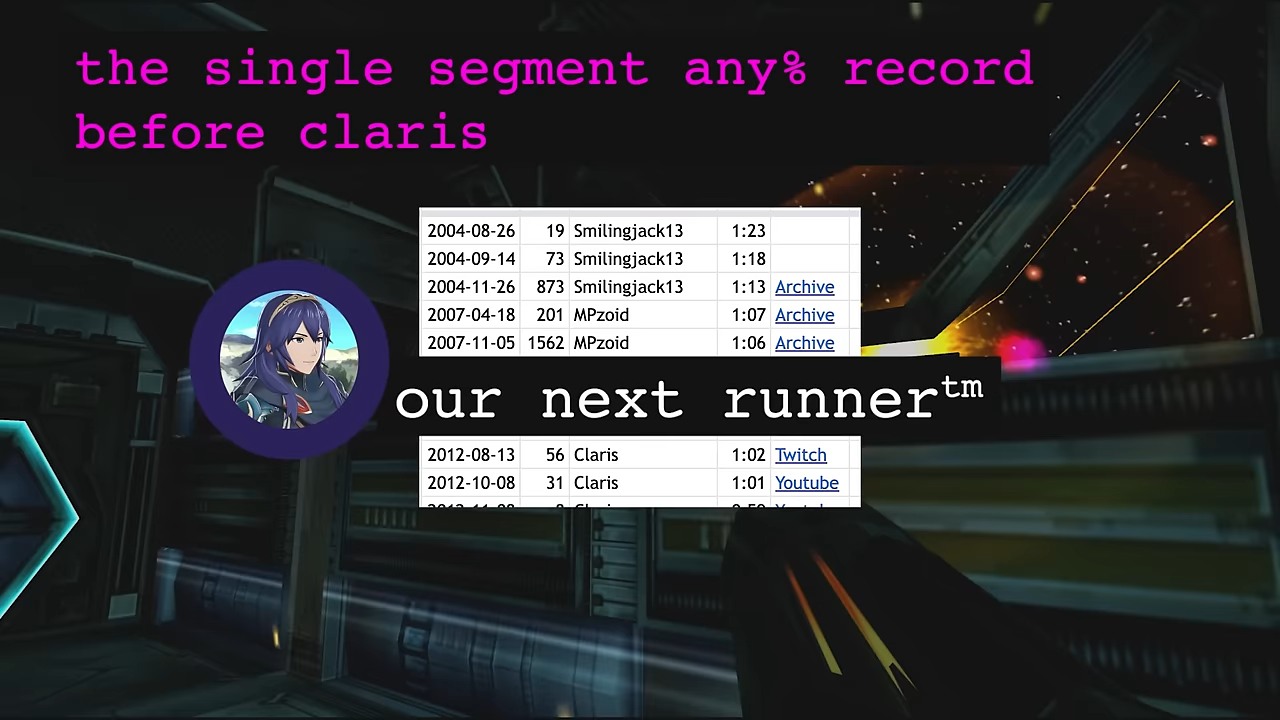 the single segment any% record
before claris
2004-08-26 19 Smilingjack13 1:23
2004-09-14 73 Smilingjack13 1:18
2004-11-26 873 Smilingjack13 1:13 Archive
2007-04-18 201 MPzoid 1:07 Archive
2007-11-05 1562 MPzoid 1:06 Archive
our next runner™
2012-08-13 56 Claris 1:02 Twitch
2012-10-08 31 Claris 1:01 Youtube